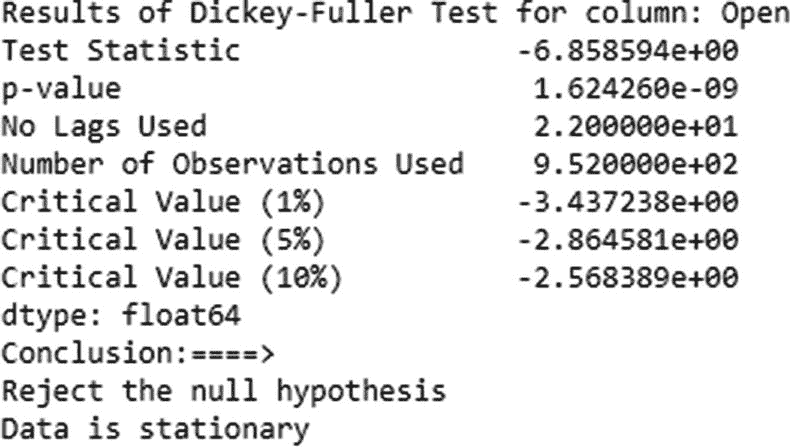 Results of Dickey-Fuller Test for column: Open
Test Statistic -6.858594e+00
p-value 1.624260e-09
No Lags Used 2.200000e+01
Number of Observations Used 9.520000e+02
Critical Value (1%) -3.437238e+00
Critical Value (5%) -2.864581e+00
Critical Value (10%) -2.568389e+00
dtype: float64
Conclusion:====>
Reject the null hypothesis
Data is stationary